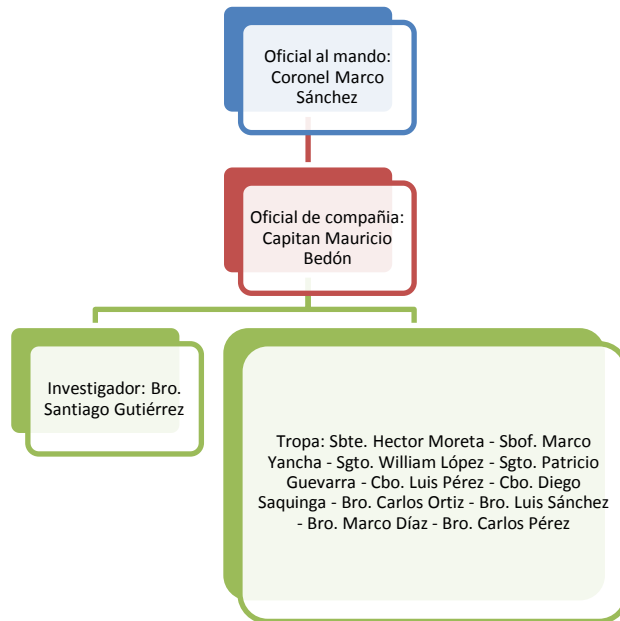 Oficial al mando:
Coronel Marco
Sánchez
Oficial de compañia:
Capitan Mauricio
Bedón
Investigador: Bro.
Santiago Gutiérrez
Tropa: Sbte. Hector Moreta - Sbof. Marco
Yancha - Sgto. William López - Sgto. Patricio
Guevarra - Cbo. Luis Pérez - Cbo. Diego
Saquinga - Bro. Carlos Ortiz - Bro. Luis Sánchez
- Bro. Marco Díaz - Bro. Carlos Pérez